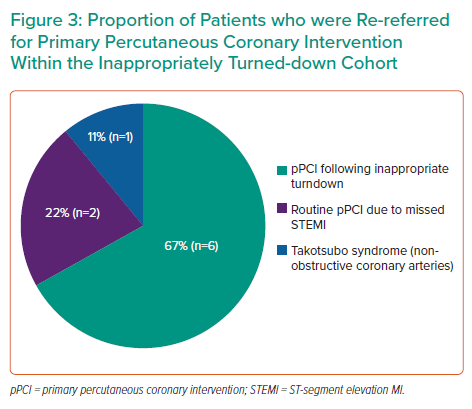 Figure 3: Proportion of Patients who were Re-referred
for Primary Percutaneous Coronary Intervention
Within the Inappropriately Turned-down Cohort
11% (n=1)
22% (n=2)
67% (n=6)
pPCI following inappropriate
turndown
Routine pPCI due to missed
STEMI
Takotsubo syndrome (non-
obstructive coronary arteries)
pPCI = primary percutaneous coronary intervention; STEMI = ST-segment elevation MI.